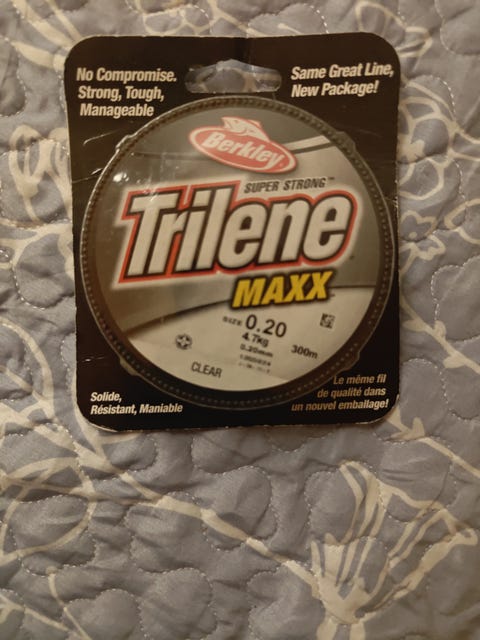 No Compromise.
Strong, Tough,
Manageable
Same Great Line,
New Package!
Berkley
SUPER STRONG™
Trilene
MAXX
SIZE 0.20
4.7Kg
0.20mm
300m
CLEAR
Solide,
Résistant, Maniable
Le même fil
de qualité dans
un nouvel emballage!